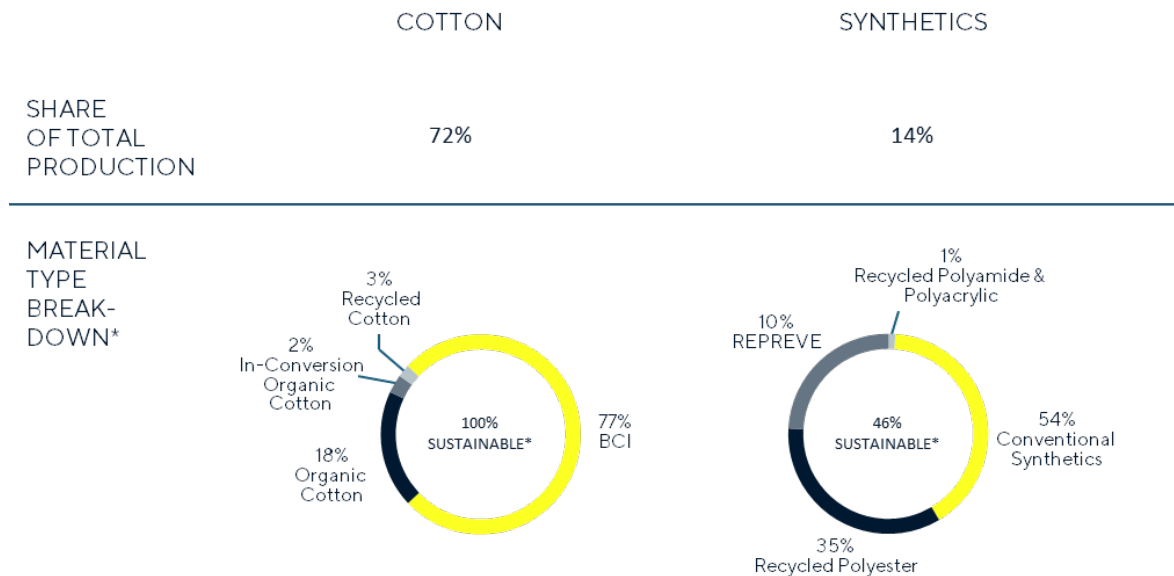 COTTON
SYNTHETICS
SHARE
OF TOTAL
PRODUCTION
72%
14%
MATERIAL
TYPE
BREAK-
DOWN*
3%
Recycled
Cotton
2%
In-Conversion
Organic
Cotton
18%
Organic
Cotton
100%
SUSTAINABLE*
77%
BCI
1%
Recycled Polyamide &
Polyacrylic
10%
REPREVE
46%
SUSTAINABLE*
54%
Conventional
Synthetics
35%
Recycled Polyester